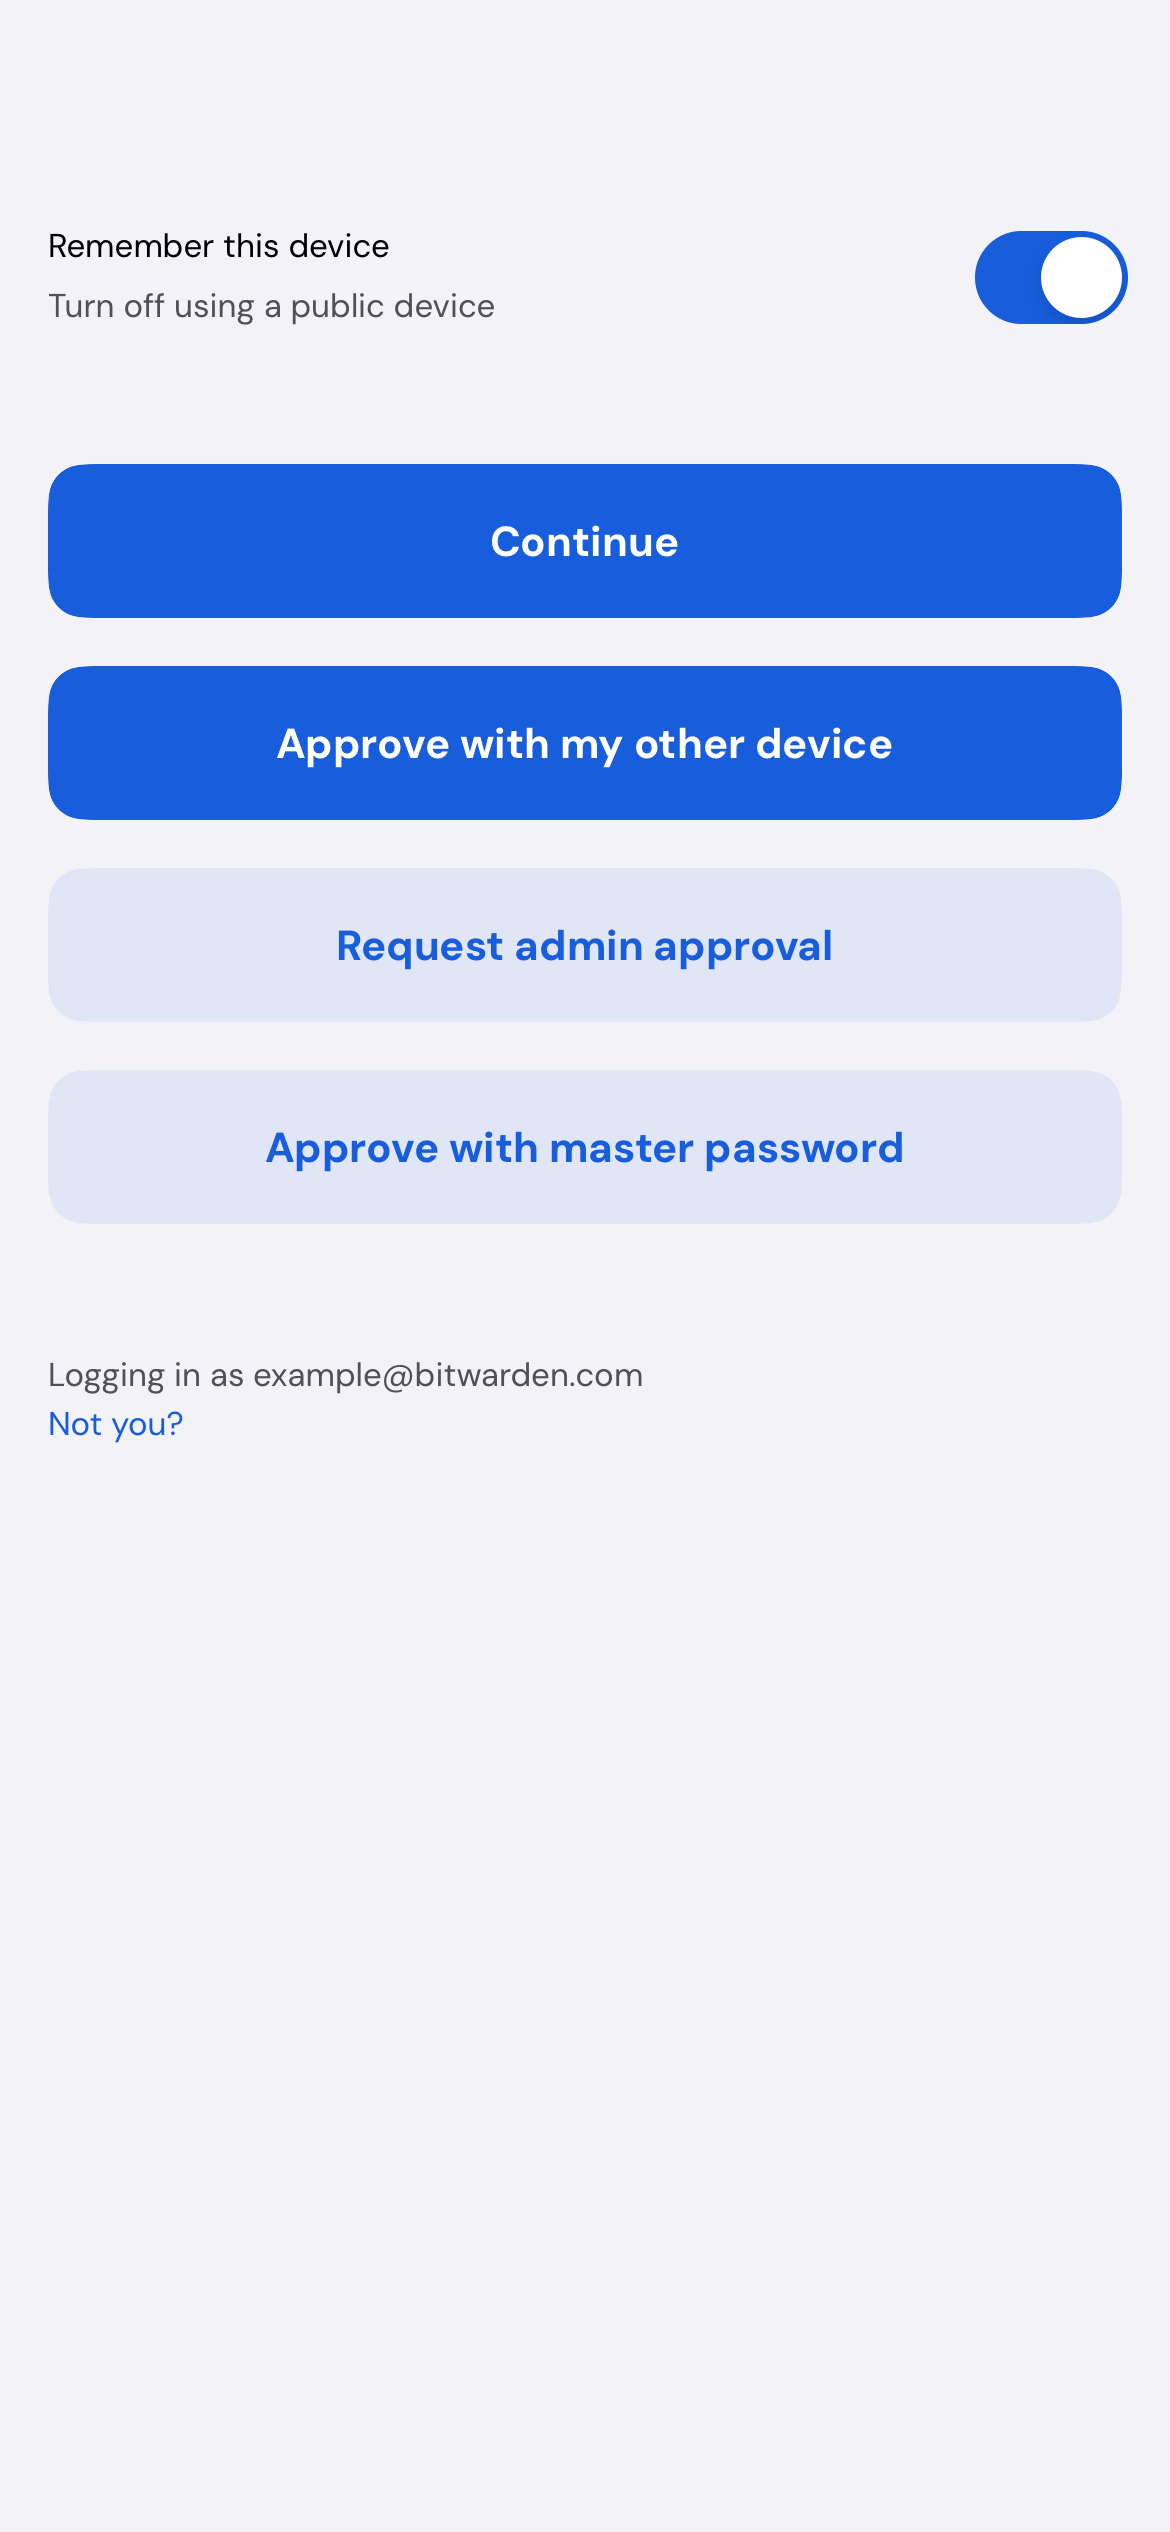 Remember this device
Turn off using a public device
Continue
Approve with my other device
Request admin approval
Approve with master password
Logging in as example@bitwarden.com
Not you?